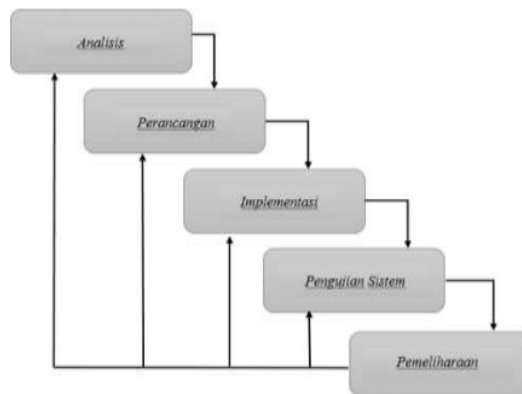 Analisis
Perancangan
Implementasi
Pengujian Sistem
Pemeliharaan